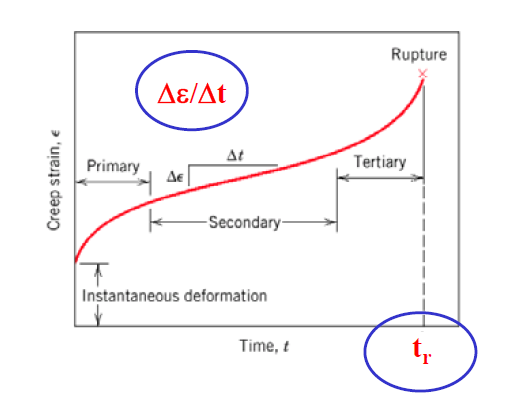 Rupture
Δε/Δt
Creep strain, ϵ
Primary
Δt
Δϵ
Tertiary
Secondary
Instantaneous deformation
Time, t
tr